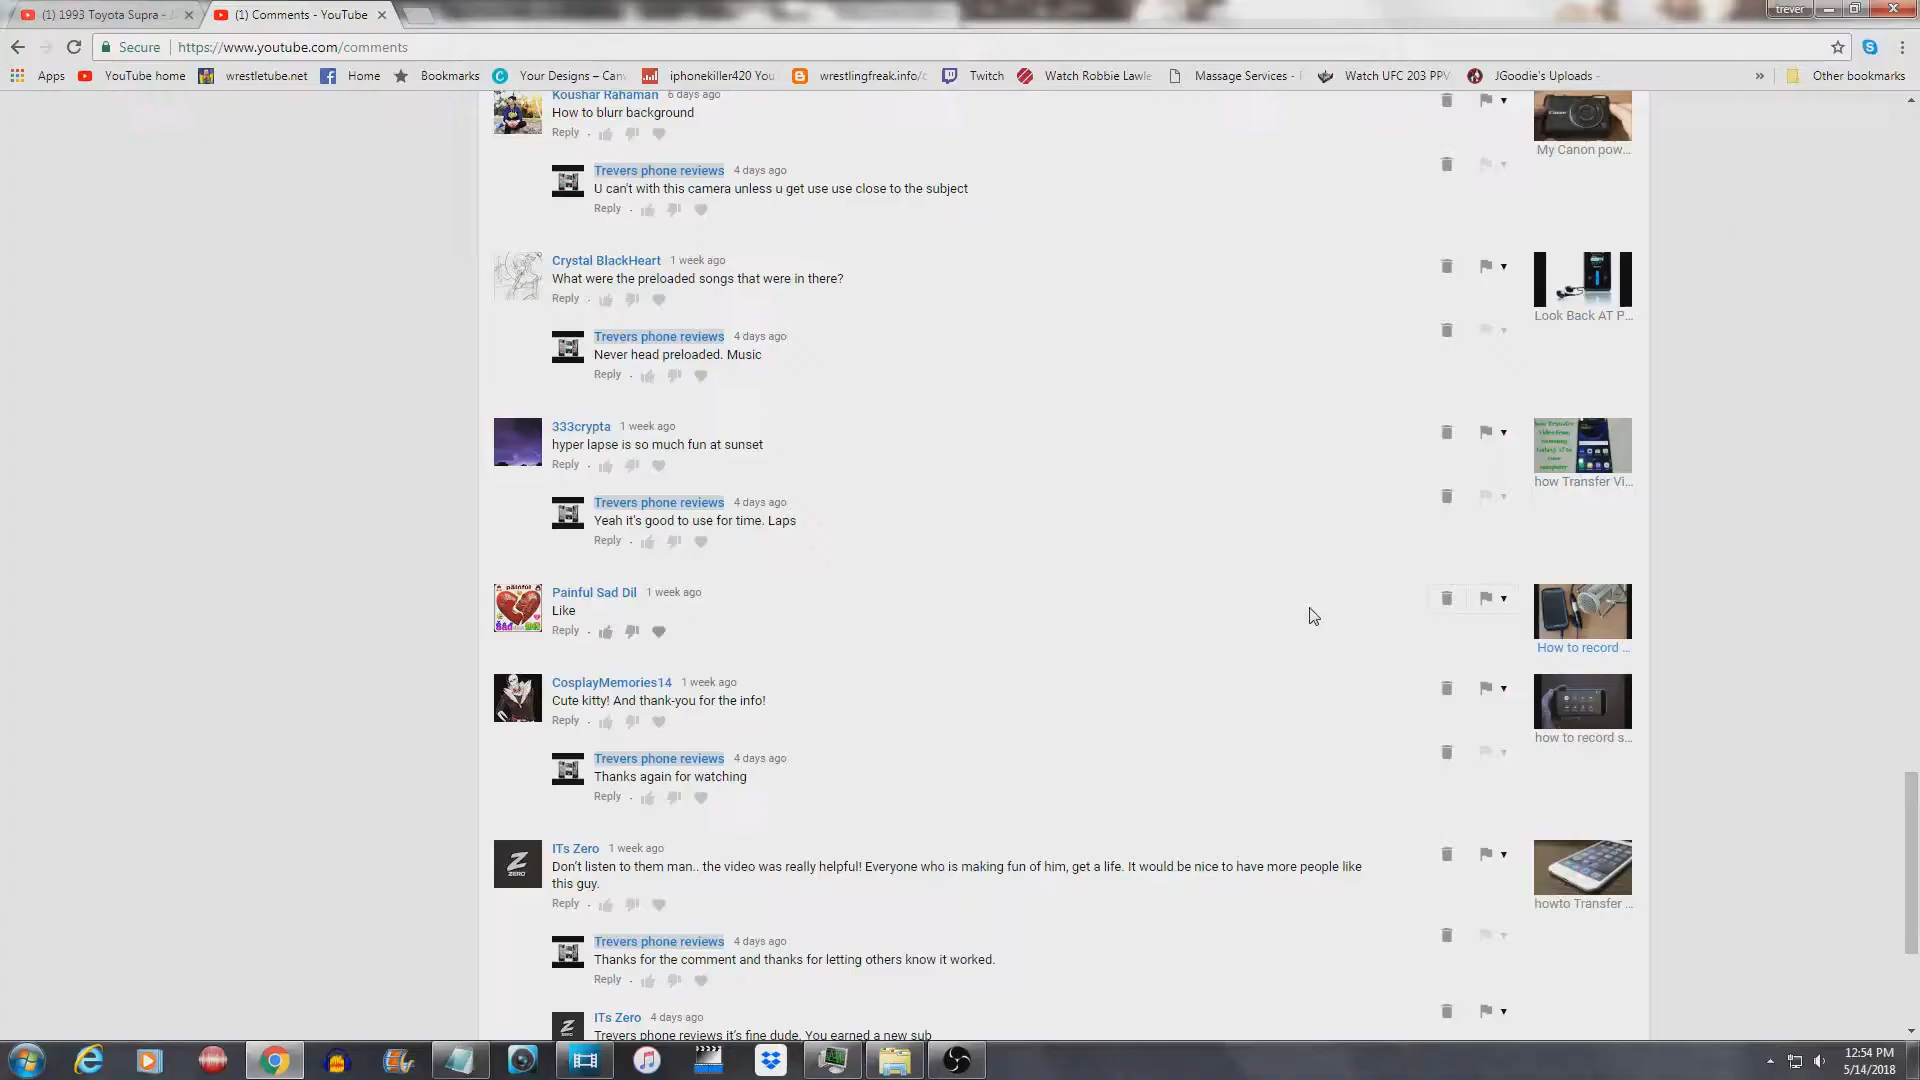 (1) 1993 Toyota Supra -
(1) Comments - YouTube
trever
Secure
https://www.youtube.com/comments
Apps
YouTube home
wrestletube.net
Home
Bookmarks
Your Designs – Can
iphonekiller420 You
wrestlingfreak.info/c
Twitch
Watch Robbie Lawle
Massage Services -
Watch UFC 203 PPV
JGoodie's Uploads -
»
Other bookmarks
Koushar Rahaman 6 days ago
How to blurr background
Reply
My Canon pow...
Trevers phone reviews 4 days ago
U can't with this camera unless u get use use close to the subject
Reply
Crystal BlackHeart 1 week ago
What were the preloaded songs that were in there?
Reply
Look Back AT P...
Trevers phone reviews 4 days ago
Never head preloaded. Music
Reply
333crypta 1 week ago
hyper lapse is so much fun at sunset
Reply
how Transfer Vi...
Trevers phone reviews 4 days ago
Yeah it's good to use for time. Laps
Reply
Painful Sad Dil 1 week ago
Like
Reply
How to record ...
CosplayMemories14 1 week ago
Cute kitty! And thank-you for the info!
Reply
how to record s...
Trevers phone reviews 4 days ago
Thanks again for watching
Reply
ITs Zero 1 week ago
Don't listen to them man.. the video was really helpful! Everyone who is making fun of him, get a life. It would be nice to have more people like
this guy.
Reply
ZERO
howto Transfer ...
Trevers phone reviews 4 days ago
Thanks for the comment and thanks for letting others know it worked.
Reply
ITs Zero 4 days ago
Trevers phone reviews it's fine dude. You earned a new sub
12:54 PM
5/14/2018